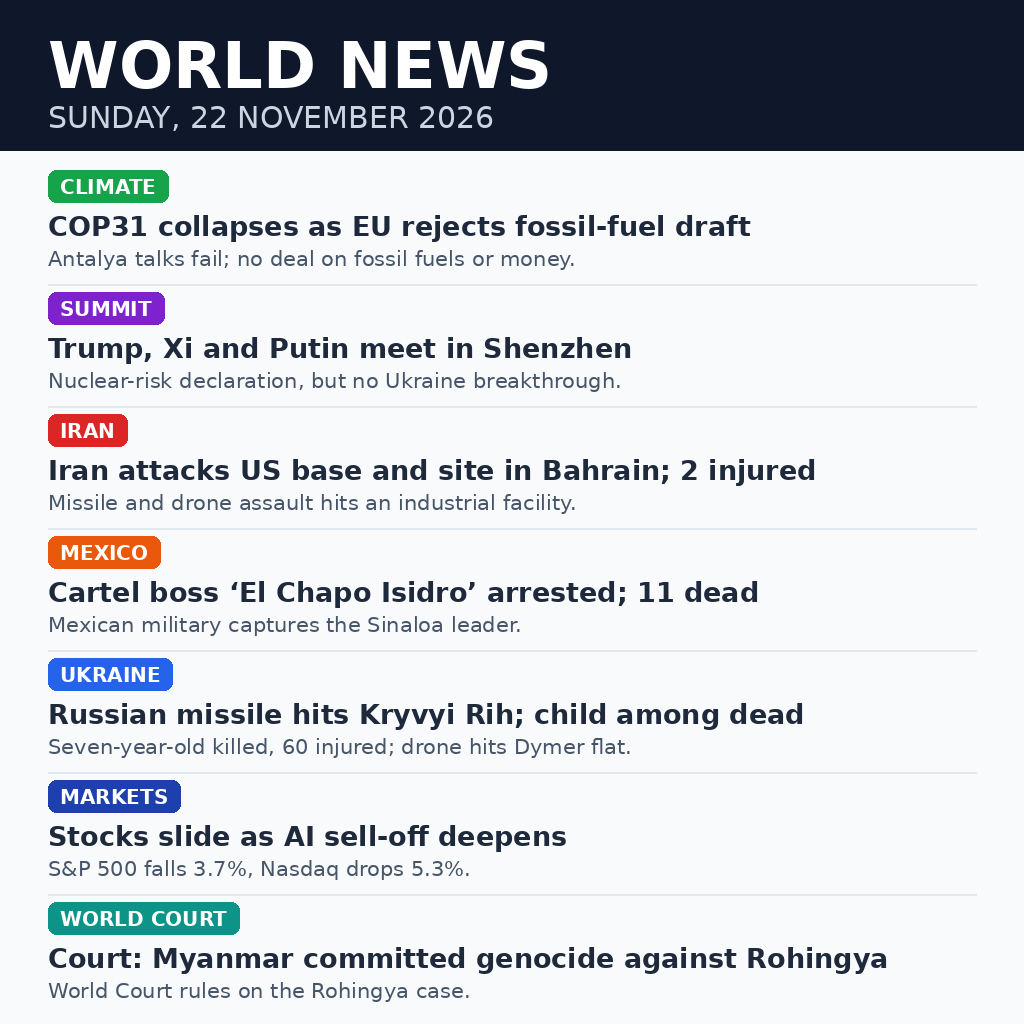 WORLD NEWS
SUNDAY, 22 NOVEMBER 2026
CLIMATE
COP31 collapses as EU rejects fossil-fuel draft
Antalya talks fail; no deal on fossil fuels or money.
SUMMIT
Trump, Xi and Putin meet in Shenzhen
Nuclear-risk declaration, but no Ukraine breakthrough.
IRAN
Iran attacks US base and site in Bahrain; 2 injured
Missile and drone assault hits an industrial facility.
MEXICO
Cartel boss ‘El Chapo Isidro’ arrested; 11 dead
Mexican military captures the Sinaloa leader.
UKRAINE
Russian missile hits Kryvyi Rih; child among dead
Seven-year-old killed, 60 injured; drone hits Dymer flat.
MARKETS
Stocks slide as AI sell-off deepens
S&P 500 falls 3.7%, Nasdaq drops 5.3%.
WORLD COURT
Court: Myanmar committed genocide against Rohingya
World Court rules on the Rohingya case.